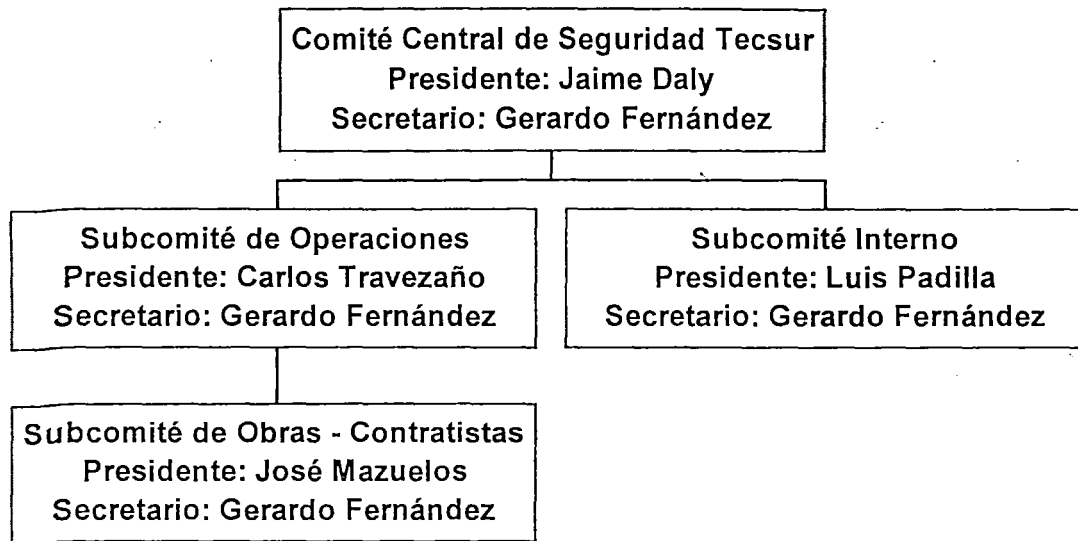 Comité Central de Seguridad Tecsur
Presidente: Jaime Daly
Secretario: Gerardo Fernández
Subcomité de Operaciones
Presidente: Carlos Travezaño
Secretario: Gerardo Fernández
Subcomité Interno
Presidente: Luis Padilla
Secretario: Gerardo Fernández
Subcomité de Obras - Contratistas
Presidente: José Mazuelos
Secretario: Gerardo Fernández